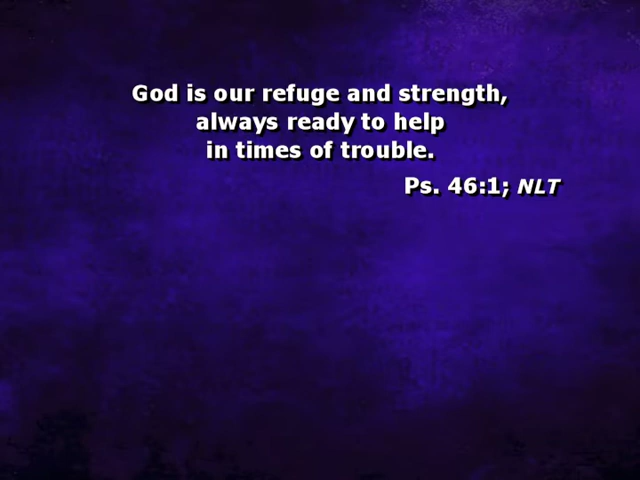 God is our refuge and strength,
always ready to help
in times of trouble.
Ps. 46:1; NLT